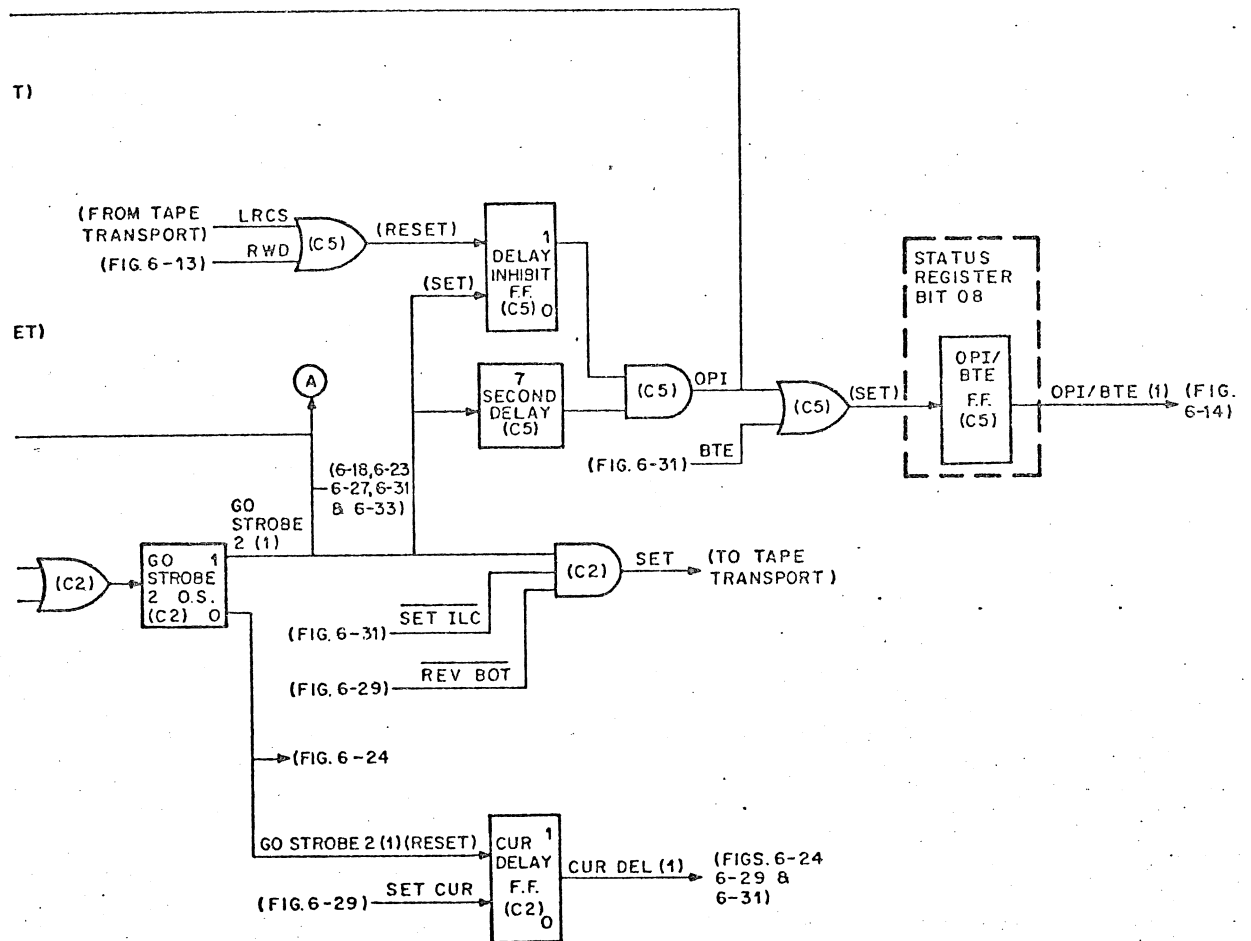 T)
(FROM TAPE
TRANSPORT)
LRCS
(C5)
(RESET)
RWD
(FIG. 6-13)
1
DELAY
INHIBIT
F.F.
(C5) 0
(SET)
STATUS
REGISTER
BIT 08
ET)
A
7
SECOND
DELAY
(C5)
(C5)
OPI
(C5)
(SET)
OPI/
BTE
F.F.
(C5)
OPI/BTE (1)
(FIG.
6-14)
(FIG. 6-31)
BTE
(6-18,6-23
6-27,6-31
& 6-33)
GO
STROBE
2 (1)
(C2)
GO 1
STROBE
2 O.S.
(C2) 0
(C2)
SET
(TO TAPE
TRANSPORT)
SET ILC
(FIG. 6-31)
REV BOT
(FIG. 6-29)
(FIG. 6-24
GO STROBE 2 (1)(RESET)
CUR 1
DELAY
F.F.
(C2) 0
CUR DEL (1)
(FIGS. 6-24
6-29 &
6-31)
SET CUR
(FIG. 6-29)